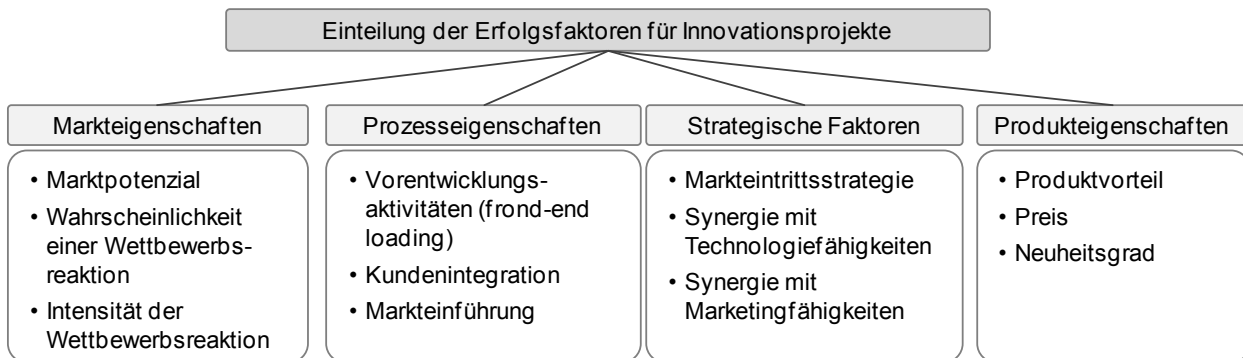 Einteilung der Erfolgsfaktoren für Innovationsprojekte
Markteigenschaften
• Marktpotenzial
• Wahrscheinlichkeit
einer Wettbewerbs-
reaktion
• Intensität der
Wettbewerbsreaktion
Prozesseigenschaften
• Vorentwicklungs-
aktivitäten (frond-end
loading)
• Kundenintegration
• Markteinführung
Strategische Faktoren
• Markteintrittsstrategie
• Synergie mit
Technologiefähigkeiten
• Synergie mit
Marketingfähigkeiten
Produkteigenschaften
• Produktvorteil
• Preis
• Neuheitsgrad